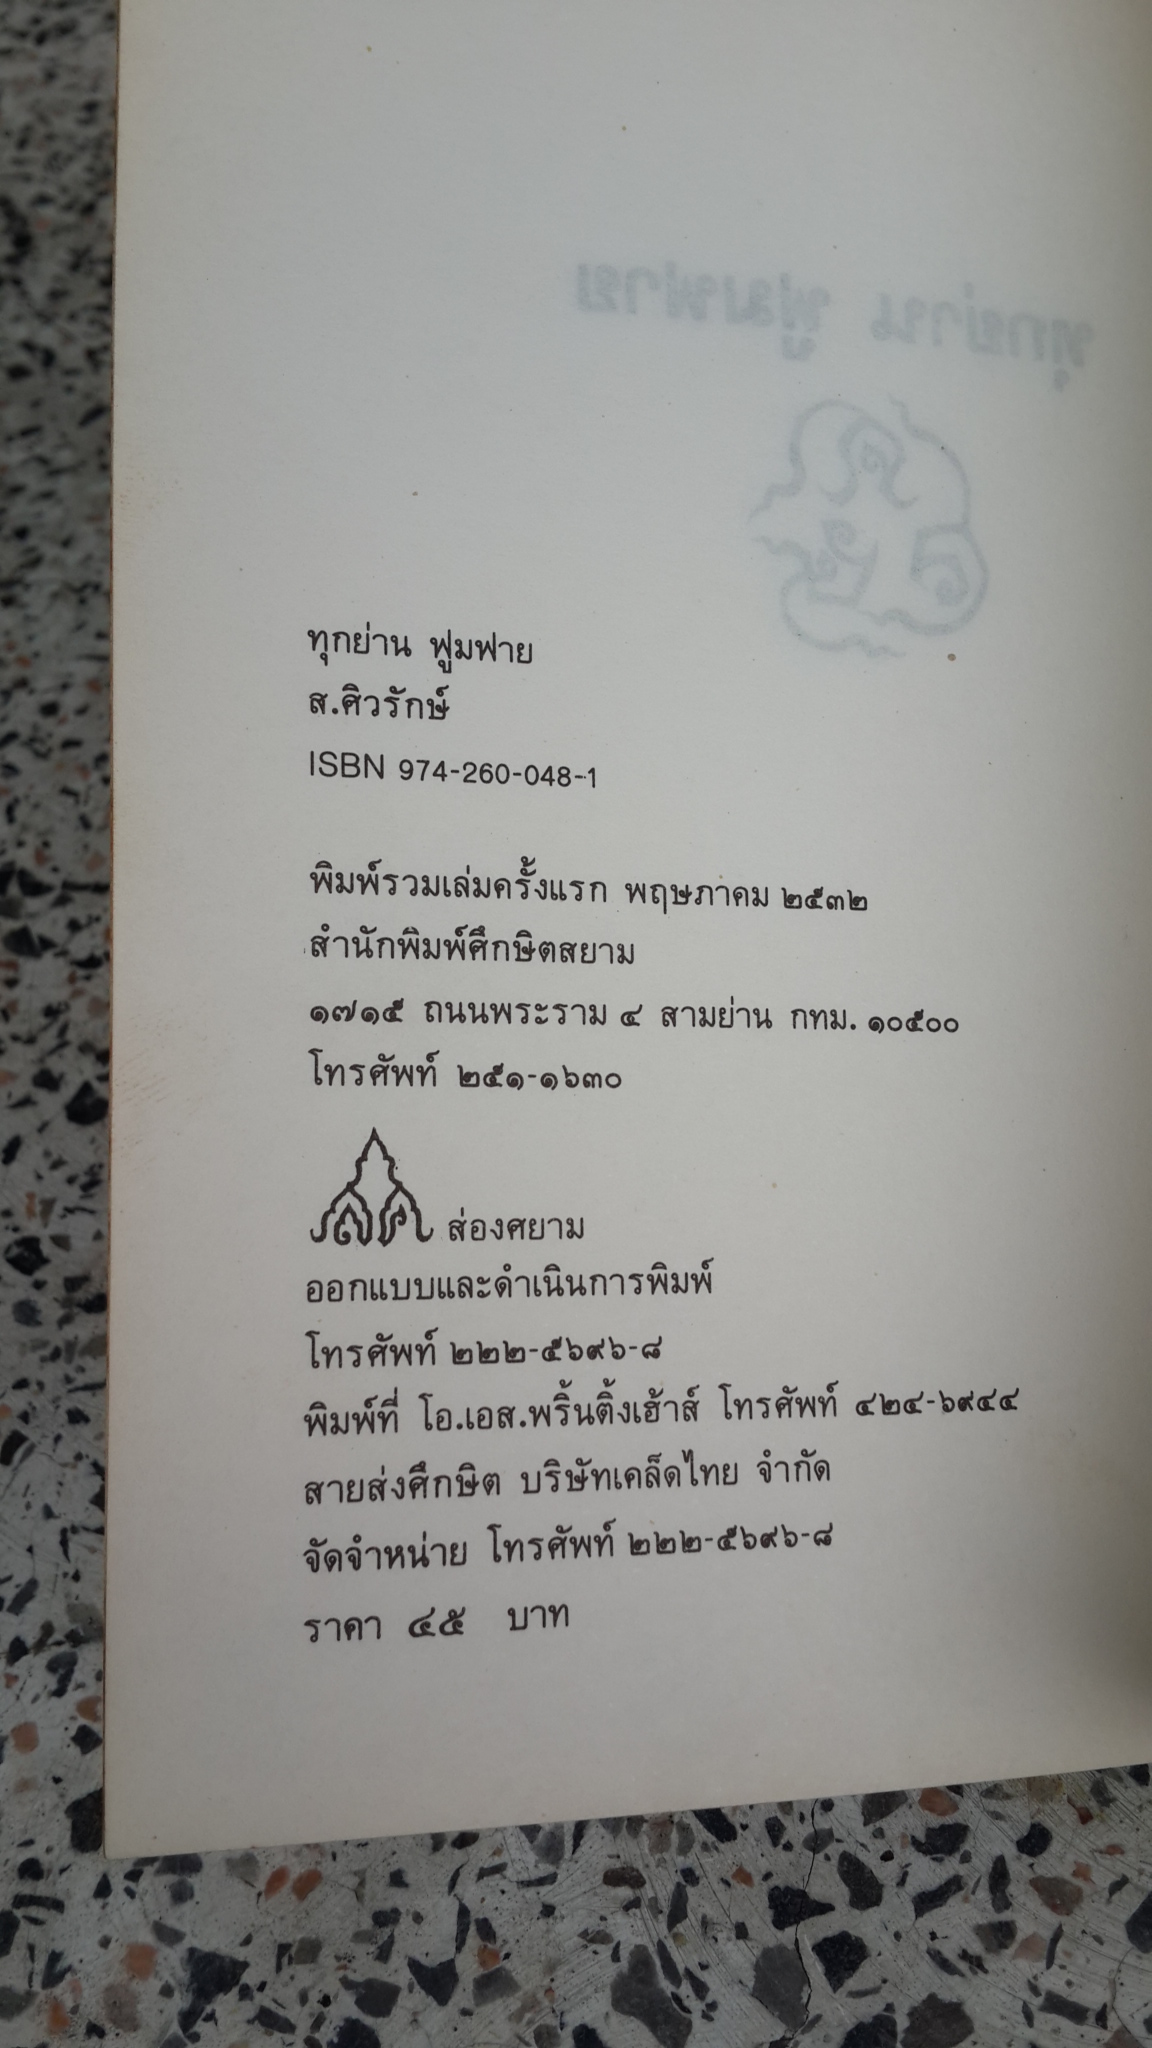 ทุกย่าน ฟูมฟาย
ทุกย่าน ฟูมฟาย
ส.ศิวรักษ์
ISBN 974-260-048-1
พิมพ์รวมเล่มครั้งแรก พฤษภาคม ๒๕๓๒
สำนักพิมพ์ศึกษิตสยาม
๑๗๑๕ ถนนพระราม ๔ สามย่าน กทม. ๑๐๕๐๐
โทรศัพท์ ๒๕๑-๑๖๓๐
ส่องศยาม
ออกแบบและดำเนินการพิมพ์
โทรศัพท์ ๒๒๒-๕๖๙๖-๘
พิมพ์ที่ โอ.เอส.พริ้นติ้งเฮ้าส์ โทรศัพท์ ๔๒๔-๖๙๔๔
สายส่งศึกษิต บริษัทเคล็ดไทย จำกัด
จัดจำหน่าย โทรศัพท์ ๒๒๒-๕๖๙๖-๘
ราคา ๔๕ บาท